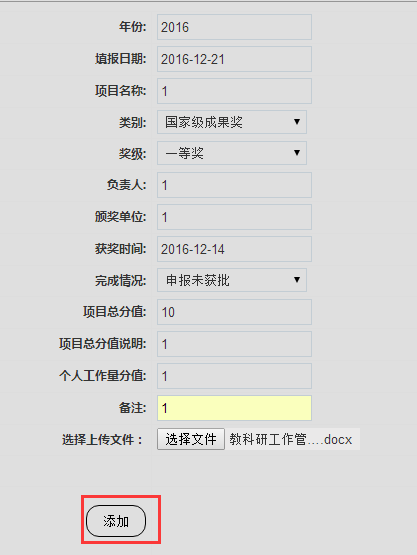 年份: 2016
填报日期: 2016-12-21
项目名称: 1
类别: 国家级成果奖
奖级: 一等奖
负责人: 1
颁奖单位: 1
获奖时间: 2016-12-14
完成情况: 申报未获批
项目总分值: 10
项目总分值说明: 1
个人工作量分值: 1
备注: 1
选择上传文件： 选择文件 教科研工作管....docx
添加